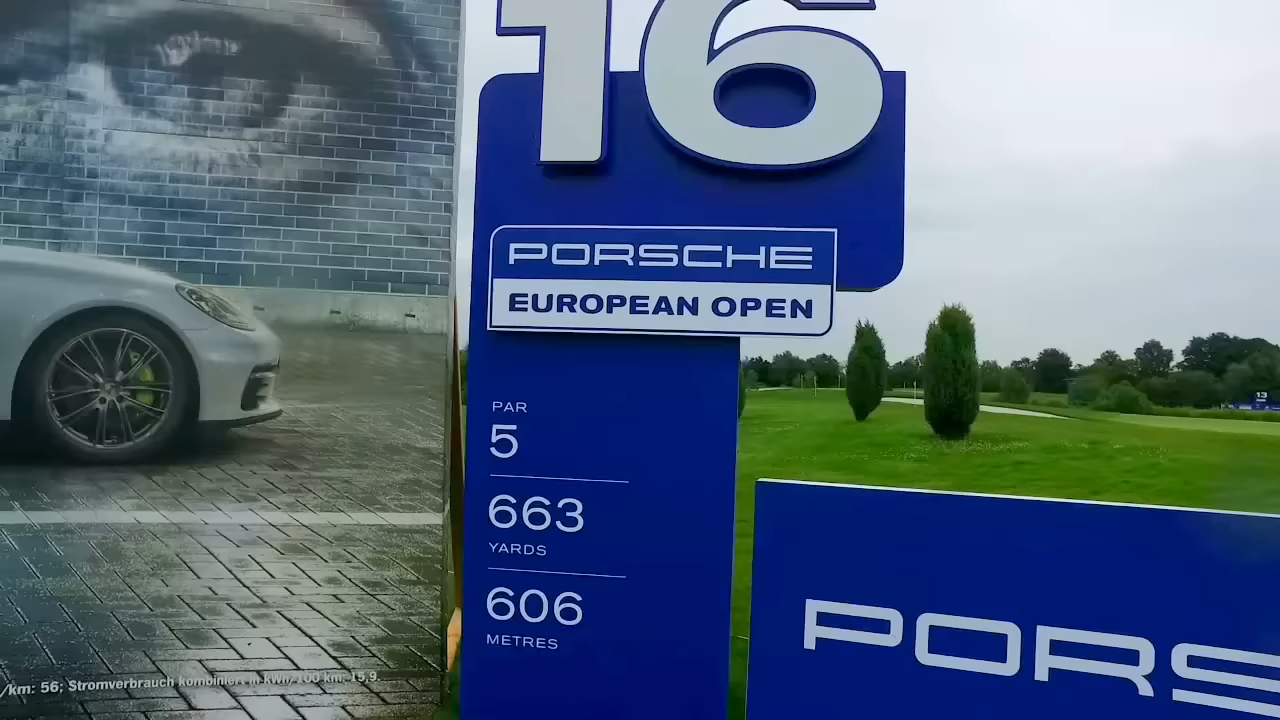 16
PORSCHE
EUROPEAN OPEN
PAR
5
663
YARDS
606
METRES
13
PORS
/km: 56; Stromverbrauch kombiniert in kWh/100 km: 15,9.